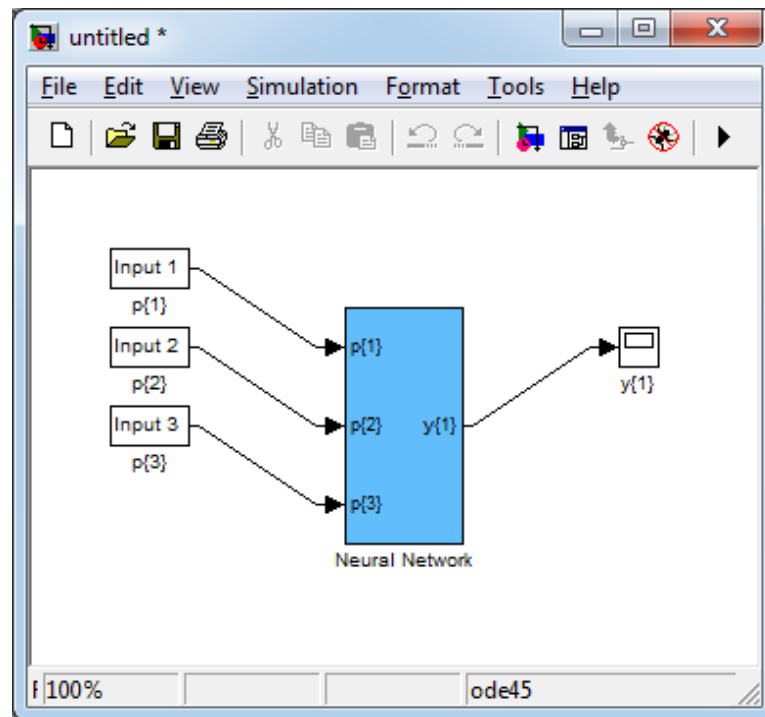 untitled *
File Edit View Simulation Format Tools Help
Input 1
p{1}
Input 2
p{2}
Input 3
p{3}
p{1}
p{2} y{1}
p{3}
Neural Network
y{1}
100% ode45